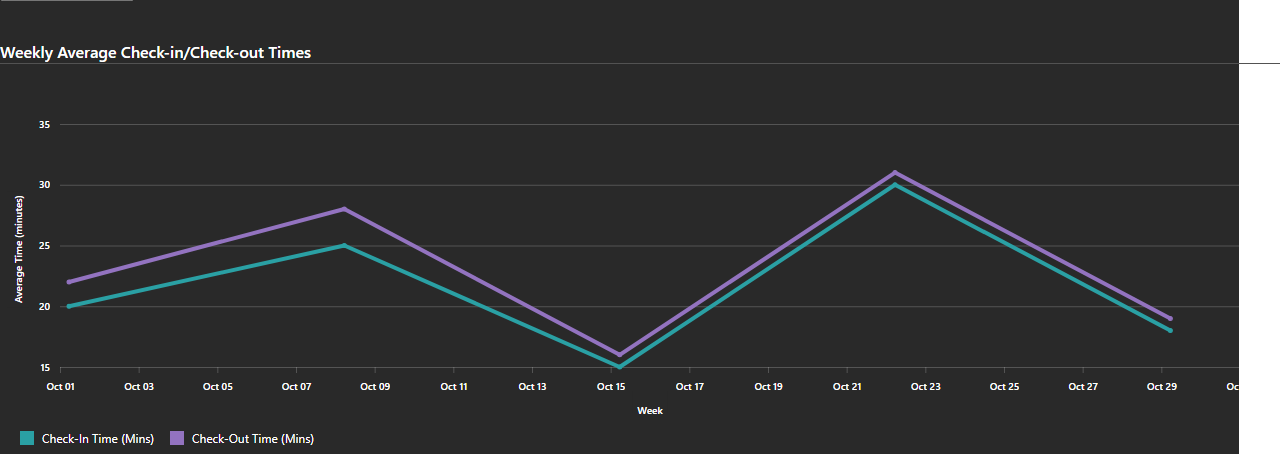 Weekly Average Check-in/Check-out Times
35
30
25
20
15
Average Time (minutes)
Oct 01 Oct 03 Oct 05 Oct 07 Oct 09 Oct 11 Oct 13 Oct 15 Oct 17 Oct 19 Oct 21 Oct 23 Oct 25 Oct 27 Oct 29
Week
Check-In Time (Mins) Check-Out Time (Mins)